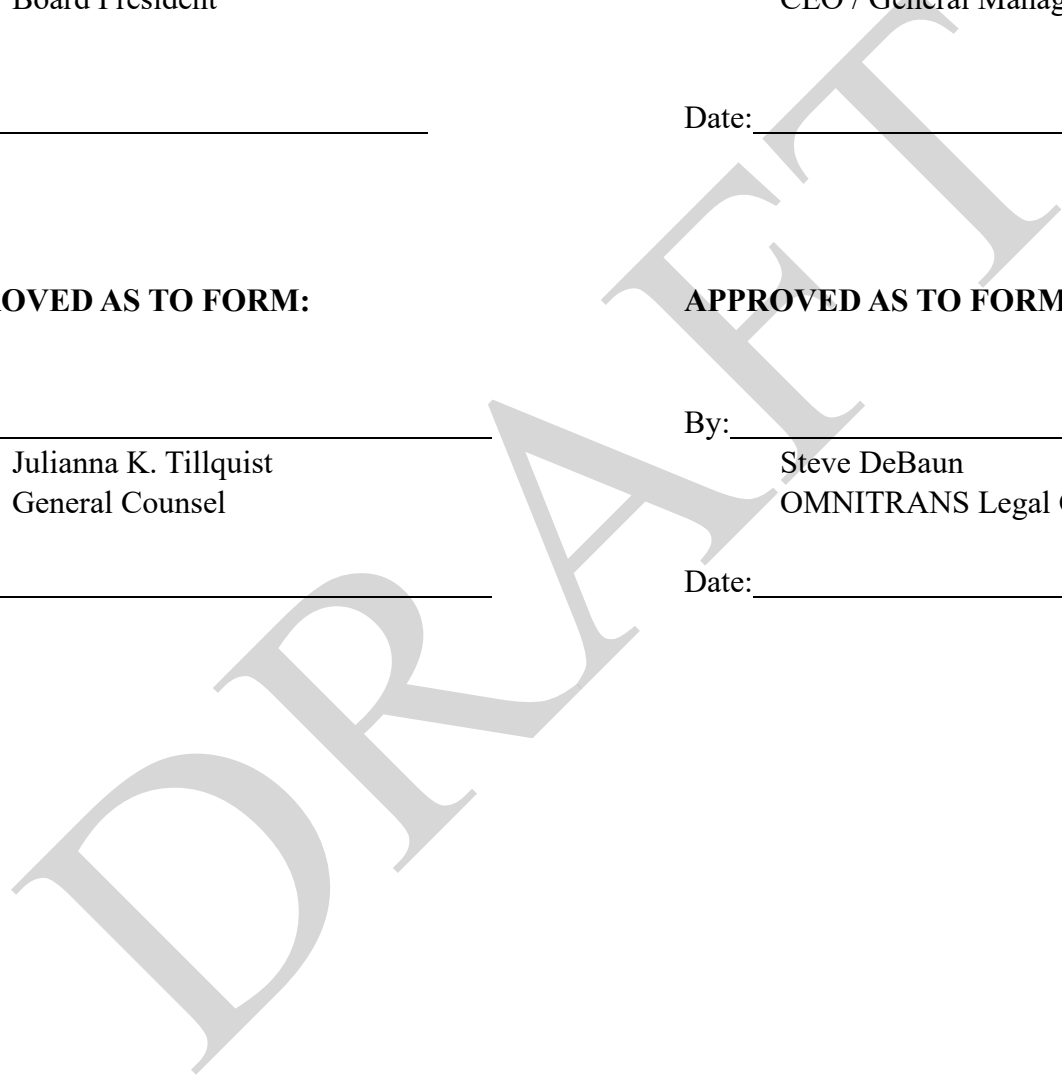 Board President
CEO / General Manag
Date:
OVED AS TO FORM:
APPROVED AS TO FORM
By:
Julianna K. Tillquist
General Counsel
Steve DeBaun
OMNITRANS Legal
Date:
DRAFT